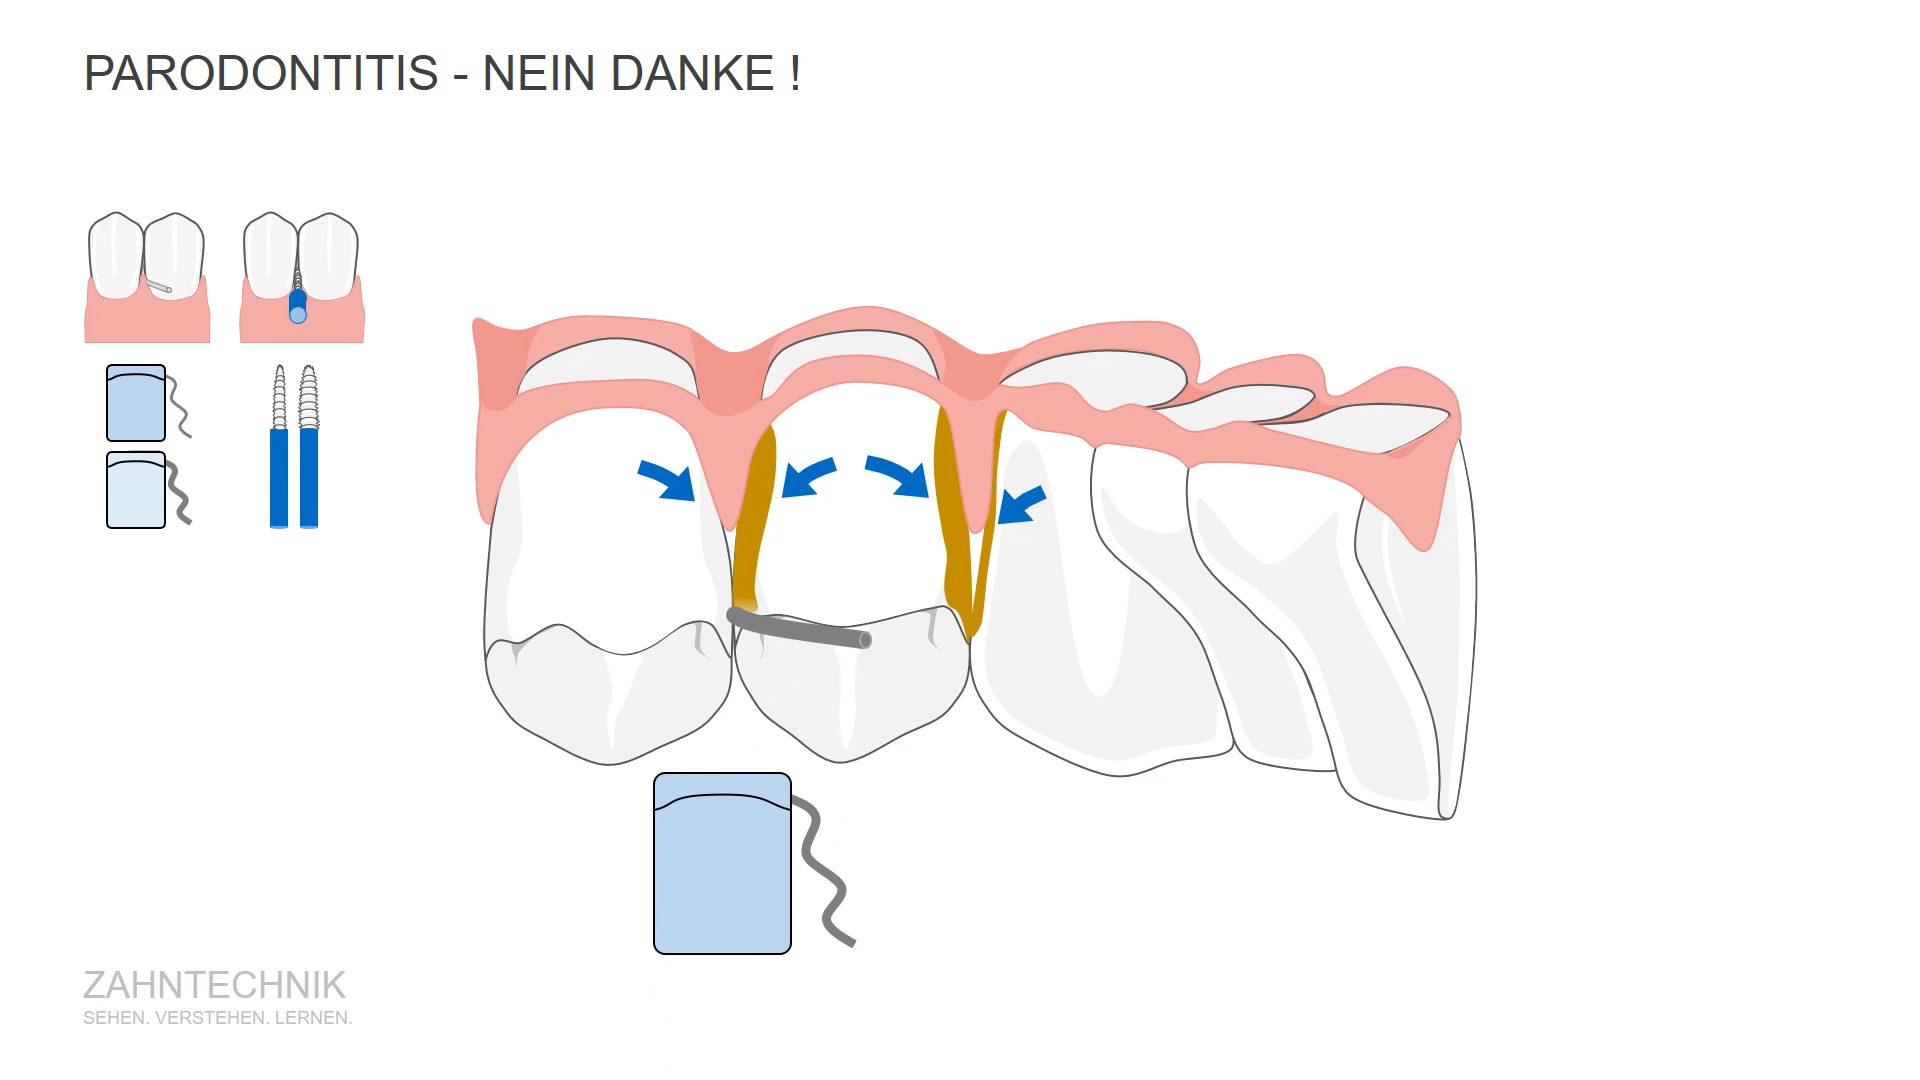 PARODONTITIS - NEIN DANKE !
ZAHNTECHNIK
SEHEN. VERSTEHEN. LERNEN.